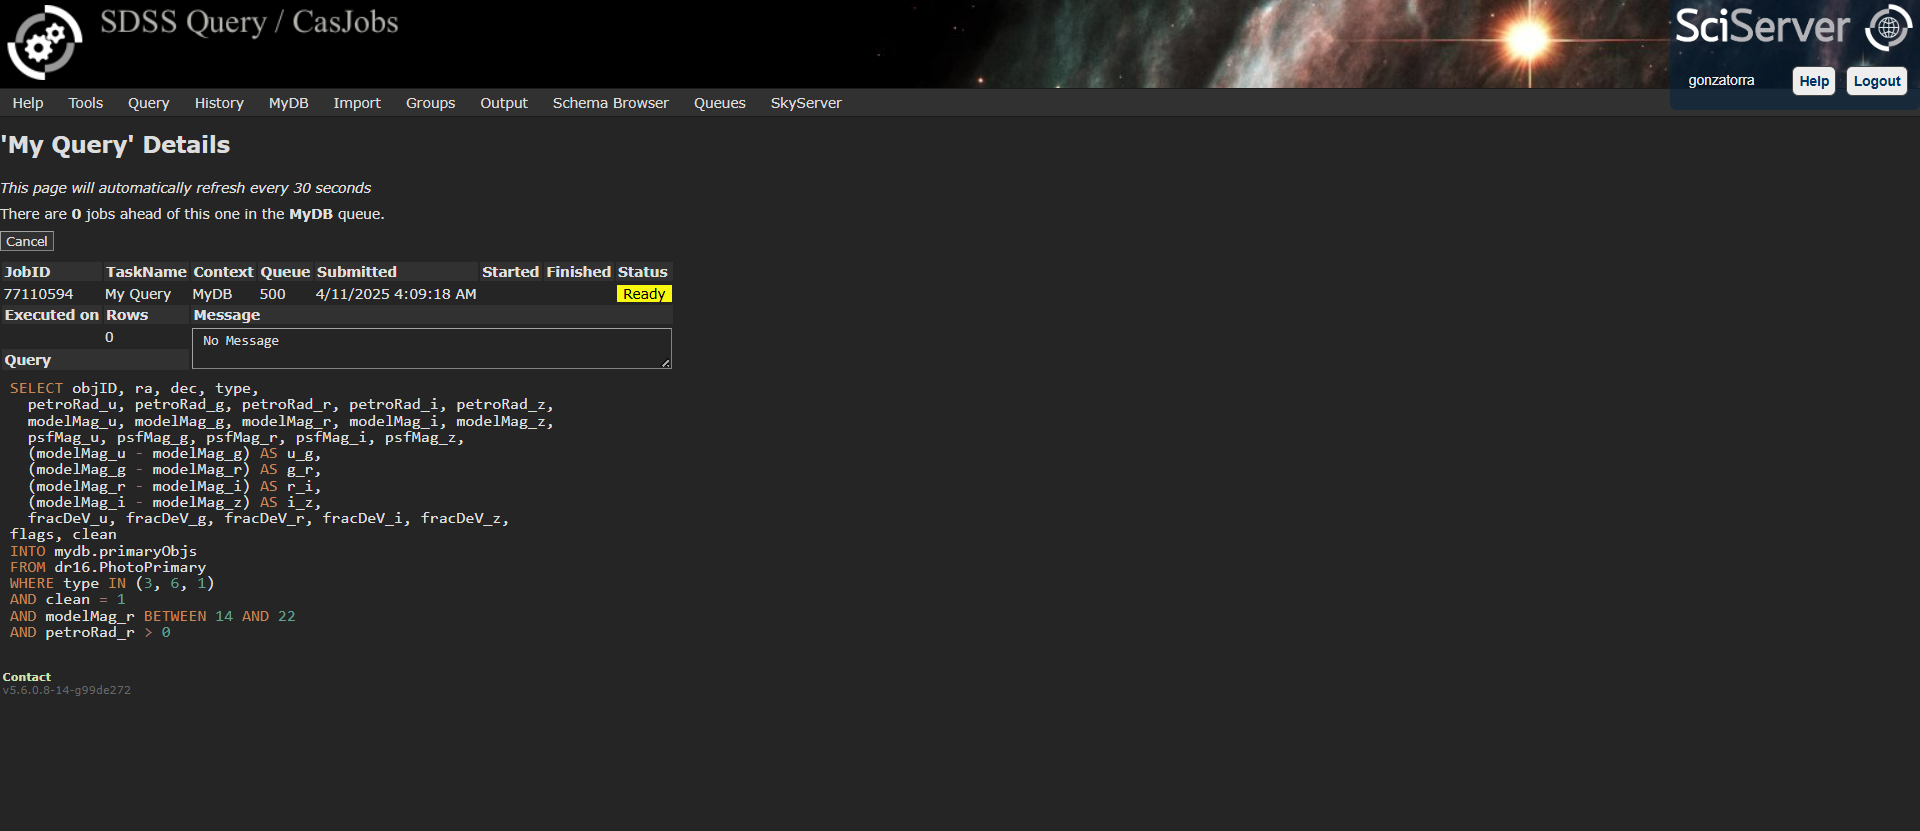 SDSS Query / CasJobs
SciServer
gonzatorra Help Logout
Help Tools Query History MyDB Import Groups Output Schema Browser Queues SkyServer
'My Query' Details
This page will automatically refresh every 30 seconds
There are 0 jobs ahead of this one in the MyDB queue.
Cancel
JobID TaskName Context Queue Submitted Started Finished Status
77110594 My Query MyDB 500 4/11/2025 4:09:18 AM Ready
Executed on Rows Message
0 No Message
Query
SELECT objID, ra, dec, type,
petroRad_u, petroRad_g, petroRad_r, petroRad_i, petroRad_z,
modelMag_u, modelMag_g, modelMag_r, modelMag_i, modelMag_z,
psfMag_u, psfMag_g, psfMag_r, psfMag_i, psfMag_z,
(modelMag_u - modelMag_g) AS u_g,
(modelMag_g - modelMag_r) AS g_r,
(modelMag_r - modelMag_i) AS r_i,
(modelMag_i - modelMag_z) AS i_z,
fracDeV_u, fracDeV_g, fracDeV_r, fracDeV_i, fracDeV_z,
flags, clean
INTO mydb.primaryObjs
FROM dr16.PhotoPrimary
WHERE type IN (3, 6, 1)
AND clean = 1
AND modelMag_r BETWEEN 14 AND 22
AND petroRad_r > 0
Contact
v5.6.0.8-14-g99de272